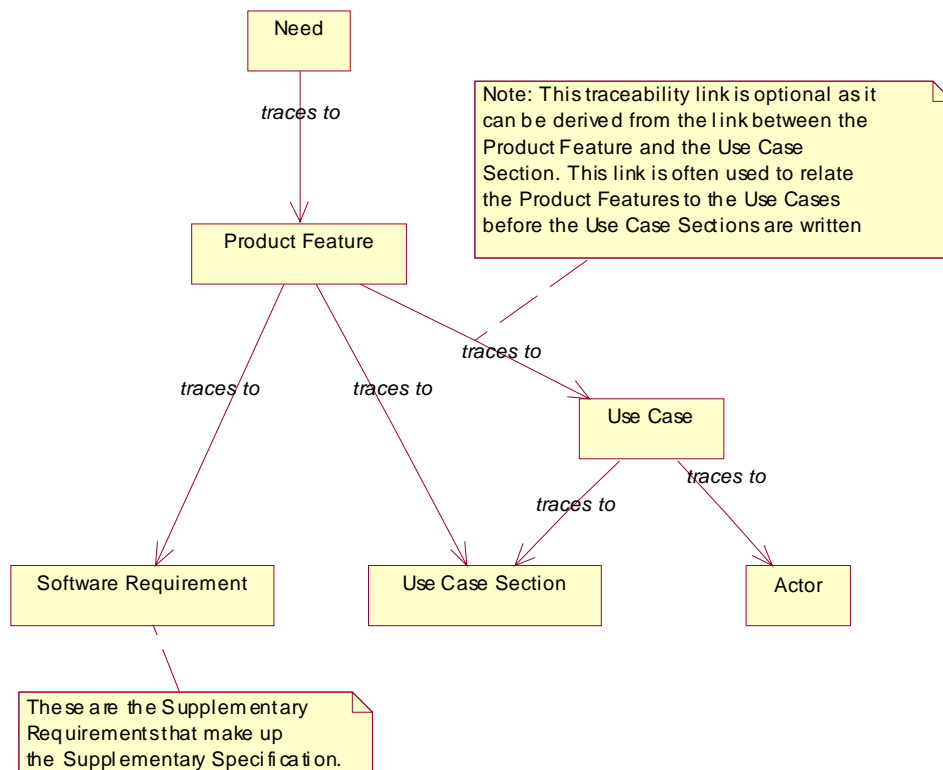 Need
traces to
Note: This traceability link is optional as it
can be derived from the link between the
Product Feature and the Use Case
Section. This link is often used to relate
the Product Features to the Use Cases
before the Use Case Sections are written
Product Feature
traces to
traces to
traces to
Use Case
traces to
traces to
Software Requirement
Use Case Section
Actor
These are the Supplementary
Requirements that make up
the Supplementary Specification.